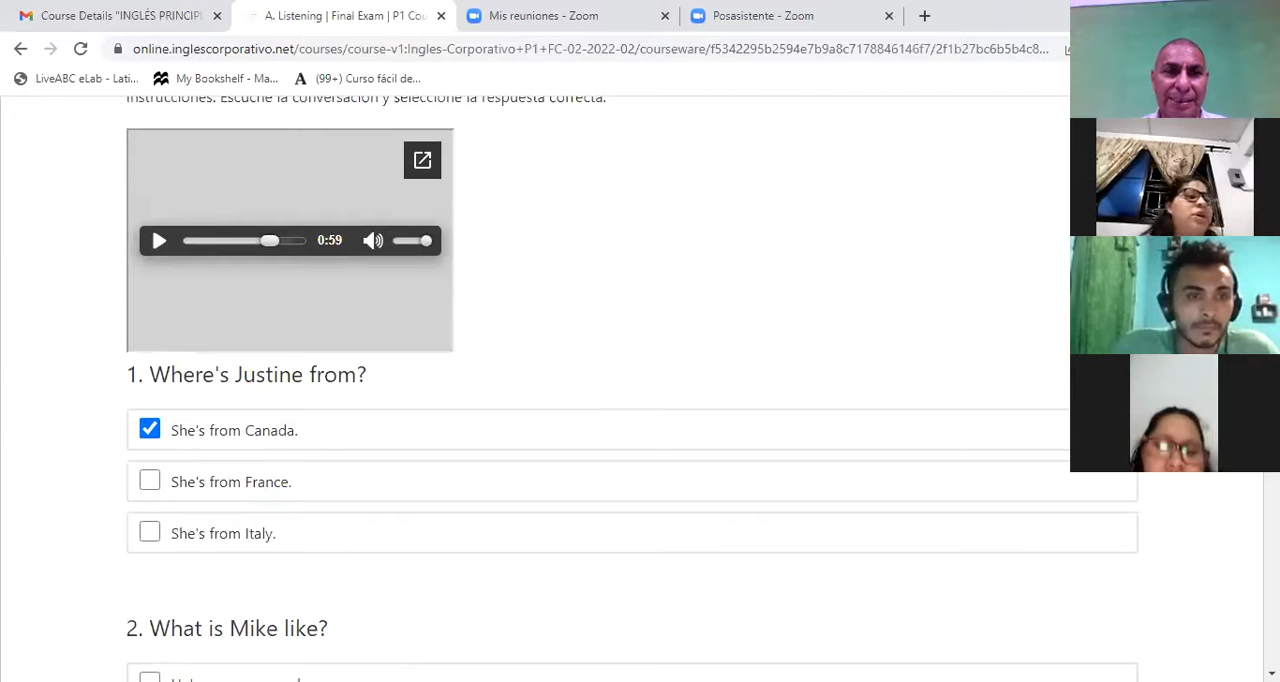 Course Details "INGLÉS PRINCIP
A. Listening | Final Exam | P1 Cou
Mis reuniones - Zoom
Posasistente - Zoom
online.inglescorporativo.net/courses/course-v1:Ingles-Corporativo+P1+FC-02-2022-02/courseware/f5342295b2594e7b9a8c7178846146f7/2f1b27bc6b5b4c8...
LiveABC eLab - Lati...
My Bookshelf - Ma...
(99+) Curso fácil de...
Instrucciones. Escuche la conversación y seleccione la respuesta correcta.
0:59
1. Where's Justine from?
She's from Canada.
She's from France.
She's from Italy.
2. What is Mike like?